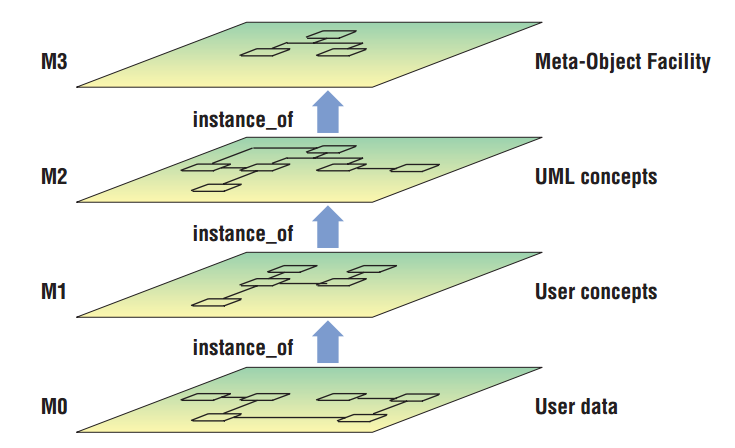 M3
Meta-Object Facility
instance_of
M2
UML concepts
instance_of
M1
User concepts
instance_of
M0
User data